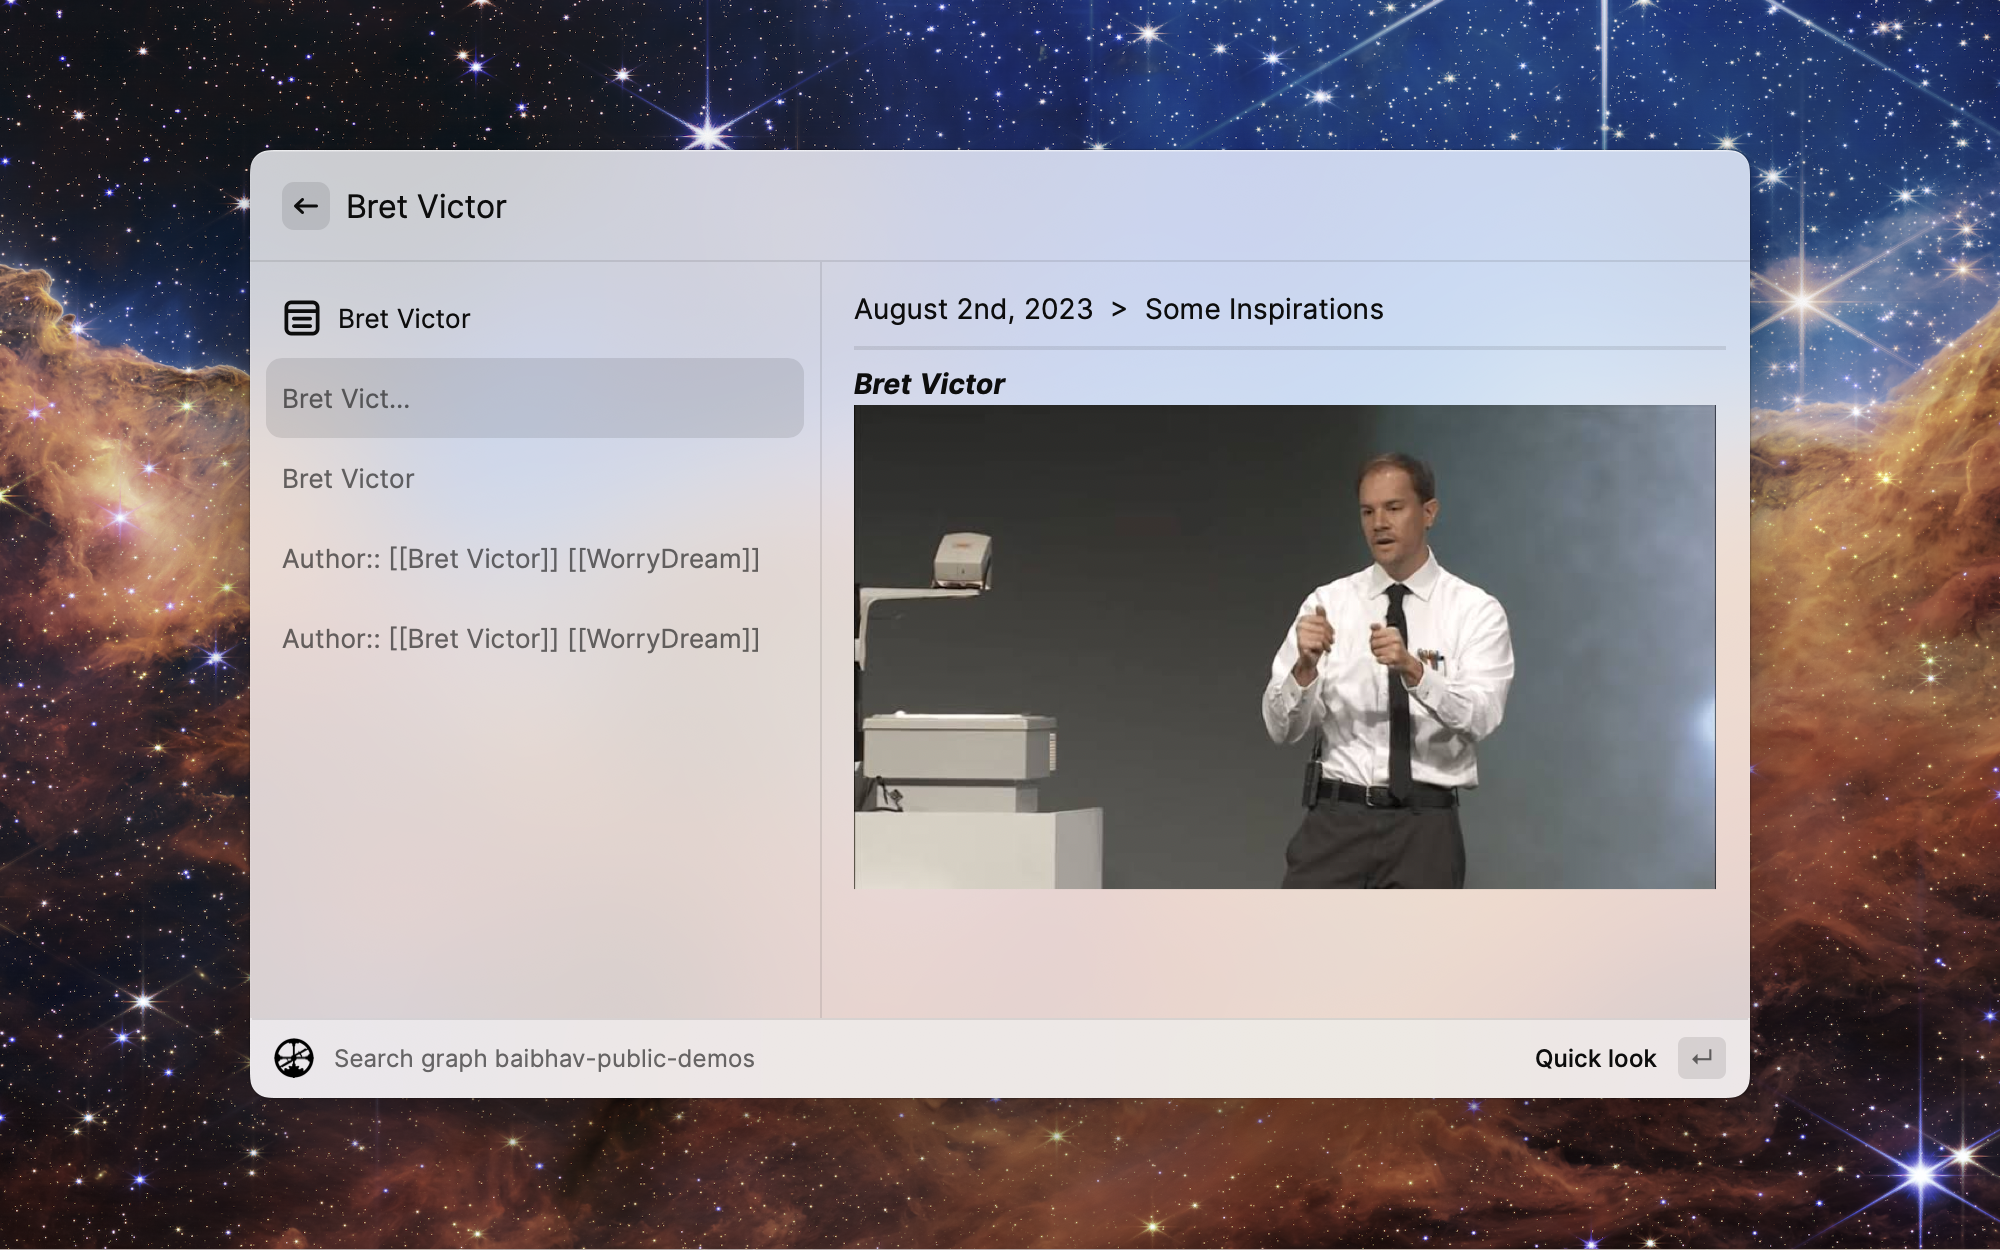 Bret Victor
Bret Victor
Bret Vict...
Bret Victor
Author:: [[Bret Victor]] [[WorryDream]]
Author:: [[Bret Victor]] [[WorryDream]]
August 2nd, 2023 > Some Inspirations
Bret Victor
Search graph baibhav-public-demos
Quick look